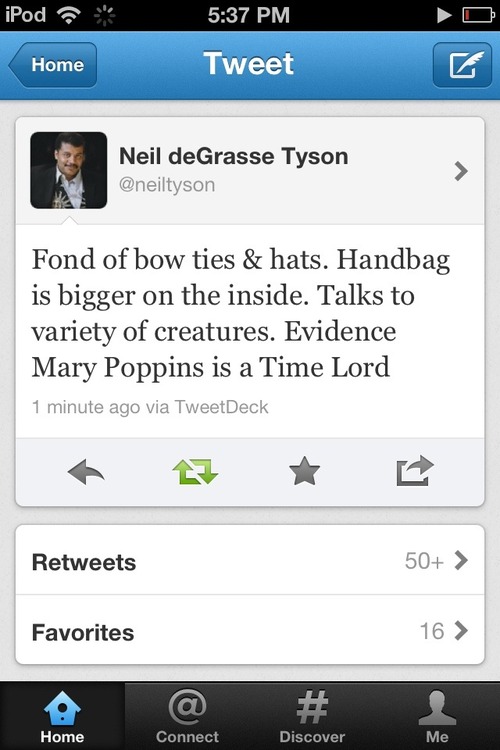 iPod 5:37 PM
Home Tweet
Neil deGrasse Tyson
@neiltyson
Fond of bow ties & hats. Handbag
is bigger on the inside. Talks to
variety of creatures. Evidence
Mary Poppins is a Time Lord
1 minute ago via TweetDeck
Retweets 50+
Favorites 16
Home Connect Discover Me